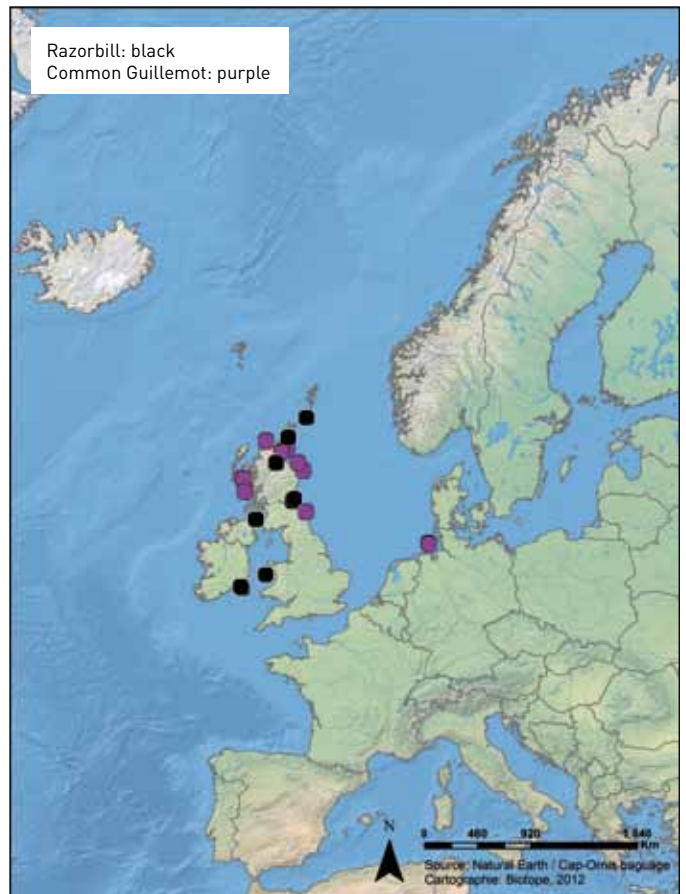 Razorbill: black
Common Guillemot: purple
N
0 460 920 1 840
Km
Source: Natural Earth / Cap-Ornis baguage
Cartographie: Biotope, 2012